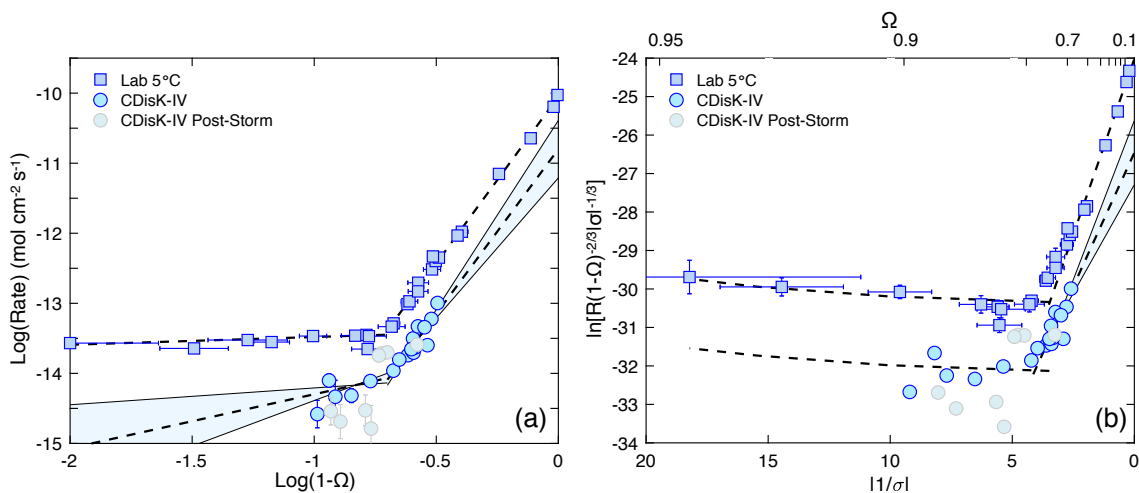 Lab 5°C
CDisK-IV
CDisK-IV Post-Storm
-10
-11
-12
-13
-14
-15
-2
-1.5
-1
-0.5
0
Log(Rate) (mol cm-2 s-1)
Log(1-Ω)
(a)
Ω
0.95
0.9
0.7
0.1
Lab 5°C
CDisK-IV
CDisK-IV Post-Storm
-24
-25
-26
-27
-28
-29
-30
-31
-32
-33
-34
20
15
10
5
0
ln[R(1-Ω)-2/3|σ|-1/3]
|1/σ|
(b)